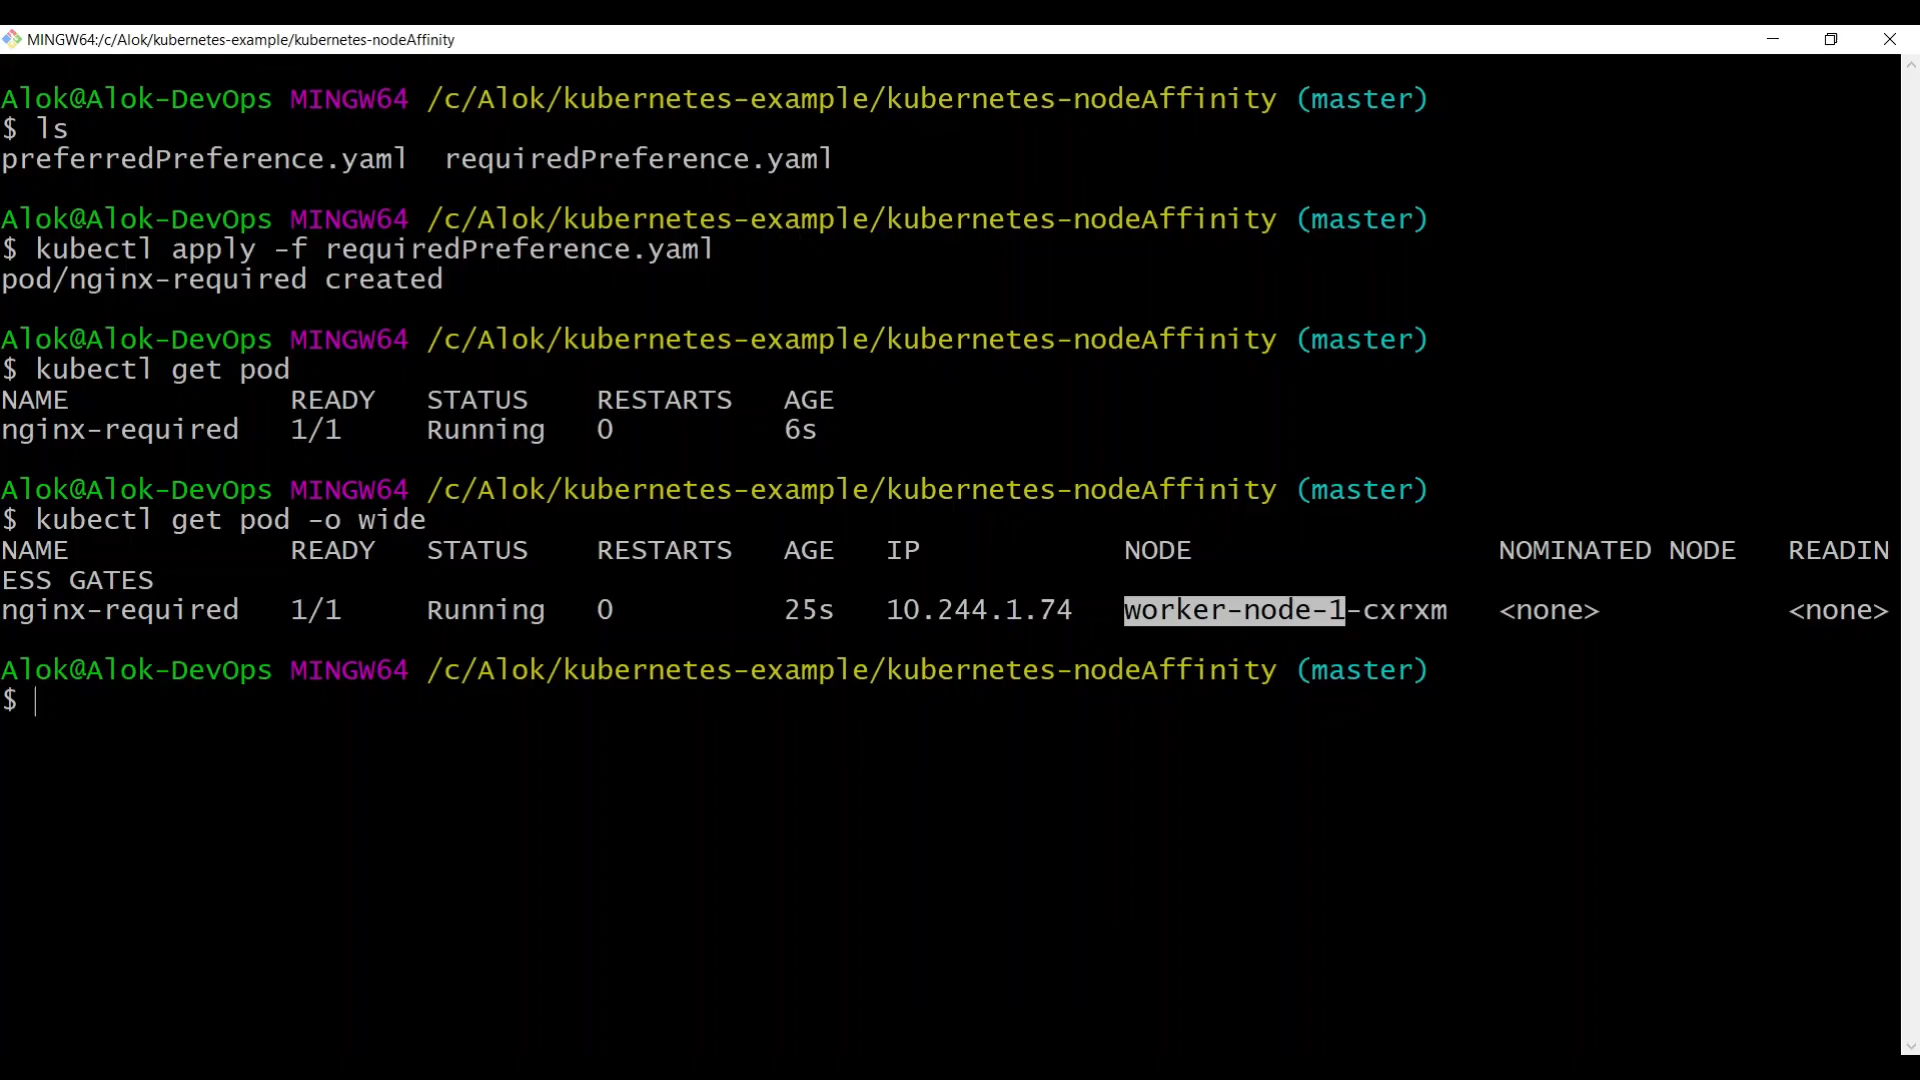 MINGW64:/c/Alok/kubernetes-example/kubernetes-nodeAffinity
Alok@Alok-DevOps MINGW64 /c/Alok/kubernetes-example/kubernetes-nodeAffinity (master)
$ ls
preferredPreference.yaml  requiredPreference.yaml
Alok@Alok-DevOps MINGW64 /c/Alok/kubernetes-example/kubernetes-nodeAffinity (master)
$ kubectl apply -f requiredPreference.yaml
pod/nginx-required created
Alok@Alok-DevOps MINGW64 /c/Alok/kubernetes-example/kubernetes-nodeAffinity (master)
$ kubectl get pod
NAME             READY   STATUS    RESTARTS   AGE
nginx-required   1/1     Running   0          6s
Alok@Alok-DevOps MINGW64 /c/Alok/kubernetes-example/kubernetes-nodeAffinity (master)
$ kubectl get pod -o wide
NAME             READY   STATUS    RESTARTS   AGE   IP            NODE                  NOMINATED NODE   READIN
ESS GATES
nginx-required   1/1     Running   0          25s   10.244.1.74   worker-node-1-cxrxm   <none>           <none>
Alok@Alok-DevOps MINGW64 /c/Alok/kubernetes-example/kubernetes-nodeAffinity (master)
$